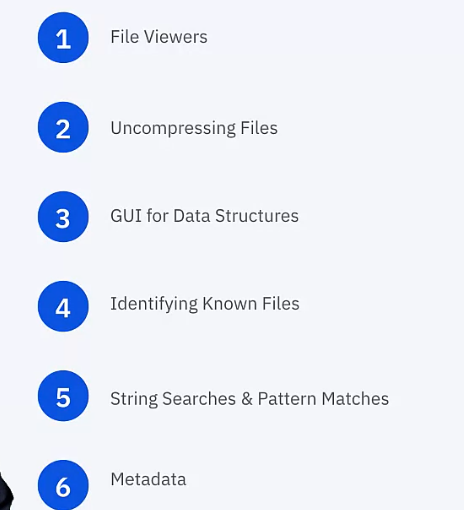 1 File Viewers
2 Uncompressing Files
3 GUI for Data Structures
4 Identifying Known Files
5 String Searches & Pattern Matches
6 Metadata